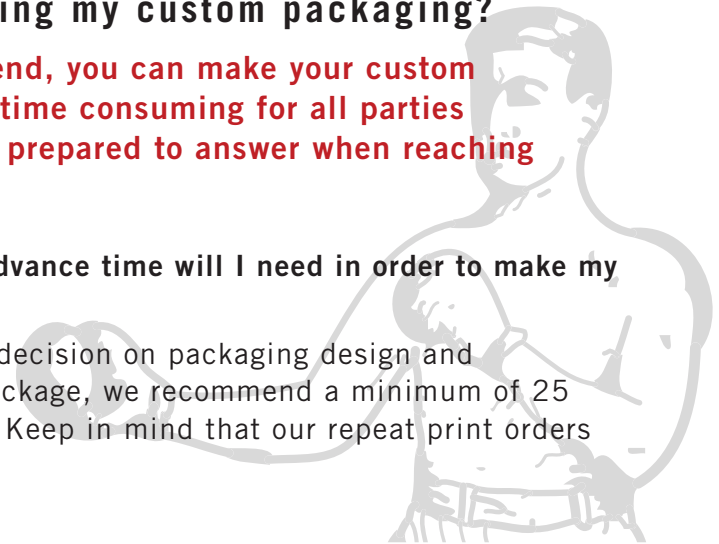 ing my custom packaging?
end, you can make your custom
time consuming for all parties
prepared to answer when reaching
dvance time will I need in order to make my
decision on packaging design and
ckage, we recommend a minimum of 25
Keep in mind that our repeat print orders